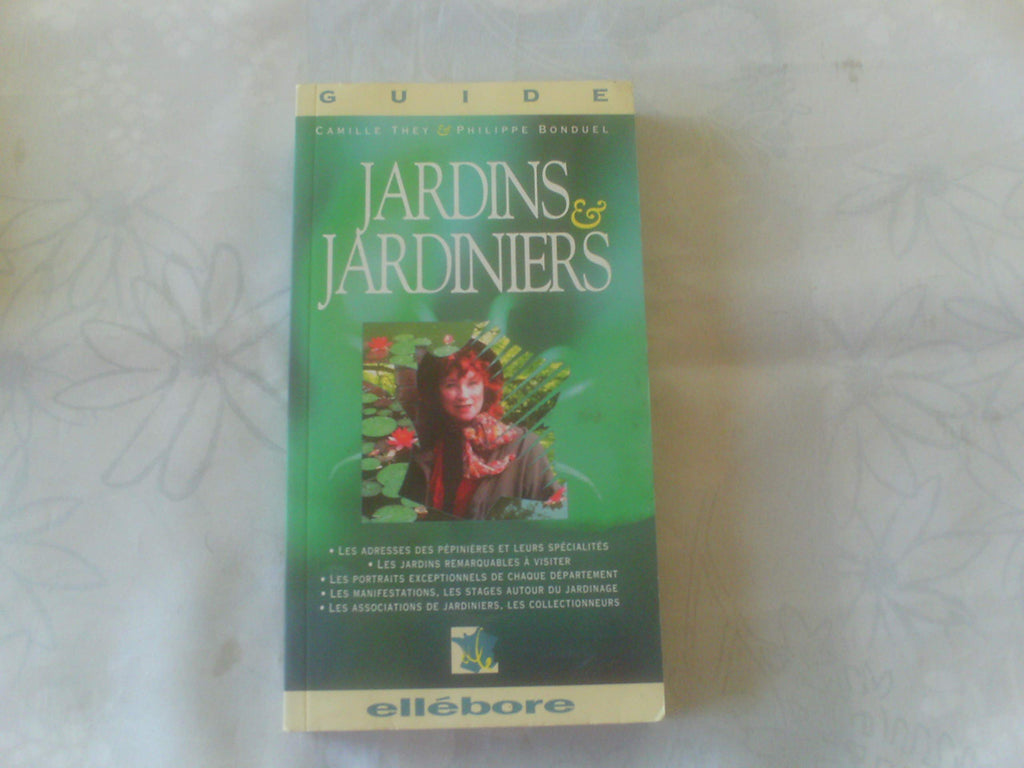 GUIDE
CAMILLE THEY & PHILIPPE BONDUEL
JARDINS &
JARDINIERS
• LES ADRESSES DES PÉPINIÈRES ET LEURS SPÉCIALITÉS
• LES JARDINS REMARQUABLES À VISITER
• LES PORTRAITS EXCEPTIONNELS DE CHAQUE DÉPARTEMENT
• LES MANIFESTATIONS, LES STAGES AUTOUR DU JARDINAGE
• LES ASSOCIATIONS DE JARDINIERS, LES COLLECTIONNEURS
ellébore